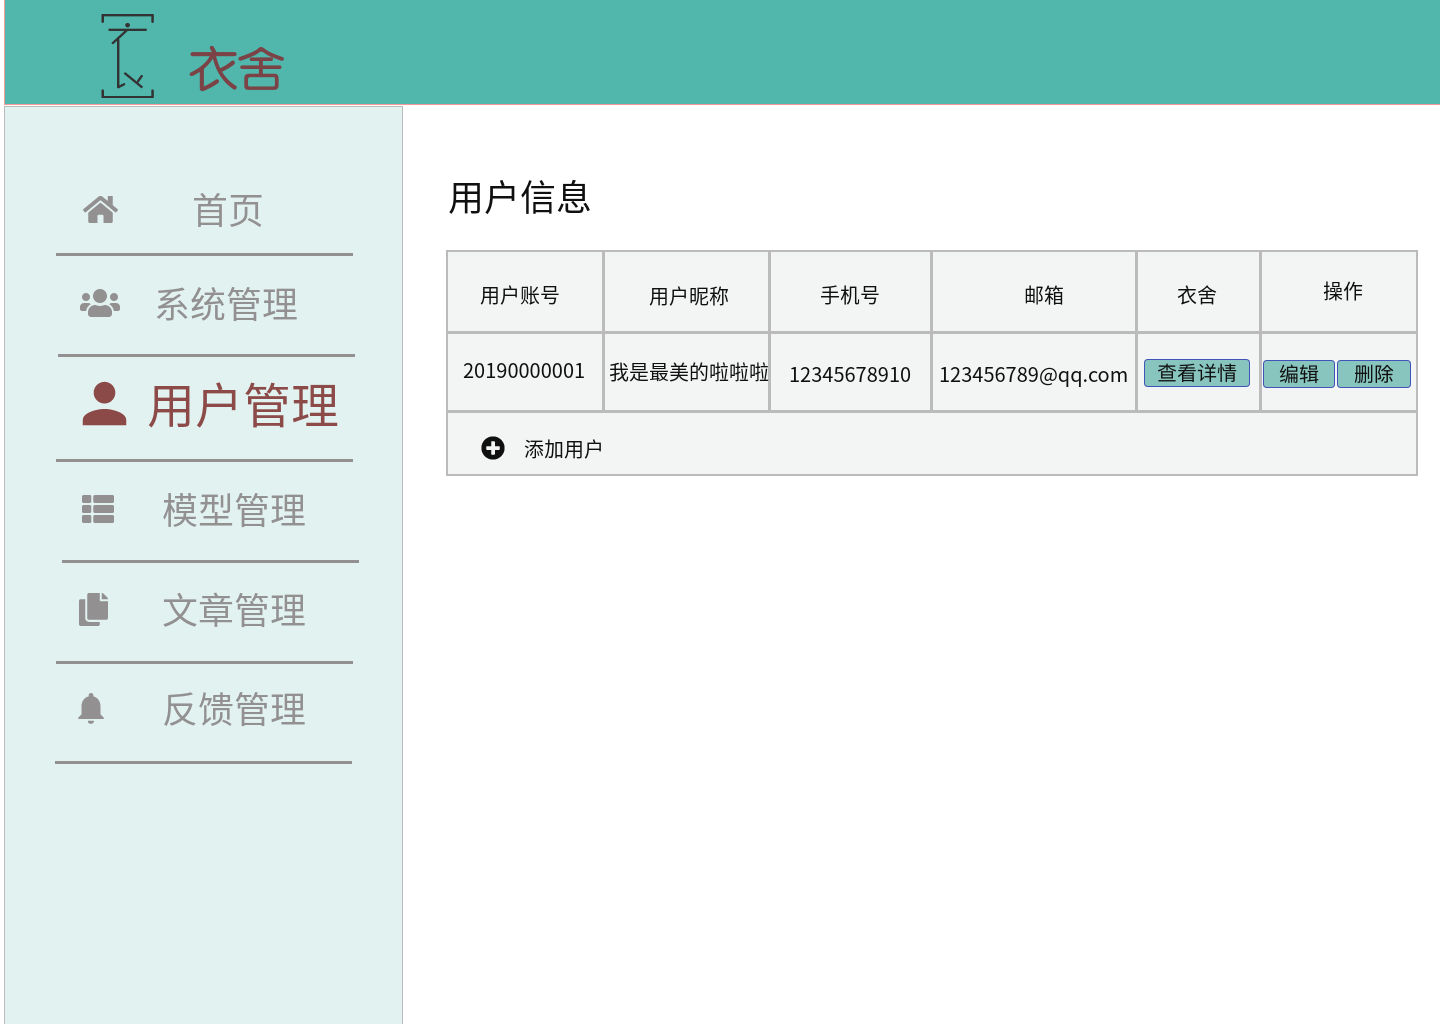 衣舍
首页
系统管理
用户管理
模型管理
文章管理
反馈管理
用户信息
用户账号 用户昵称 手机号 邮箱 衣舍 操作
20190000001 我是最美的啦啦啦 12345678910 123456789@qq.com 查看详情 编辑 删除
添加用户